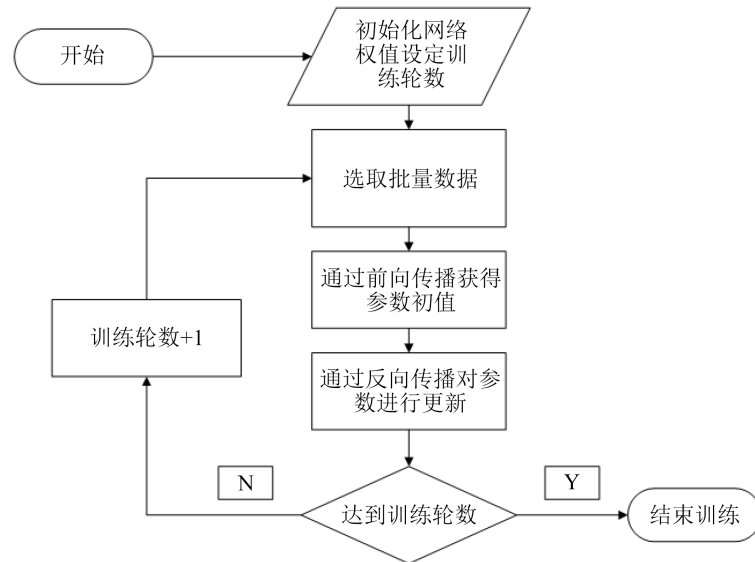 开始
初始化网络
权值设定训
练轮数
选取批量数据
通过前向传播获得
参数初值
训练轮数+1
通过反向传播对参
数进行更新
N
Y
达到训练轮数
结束训练